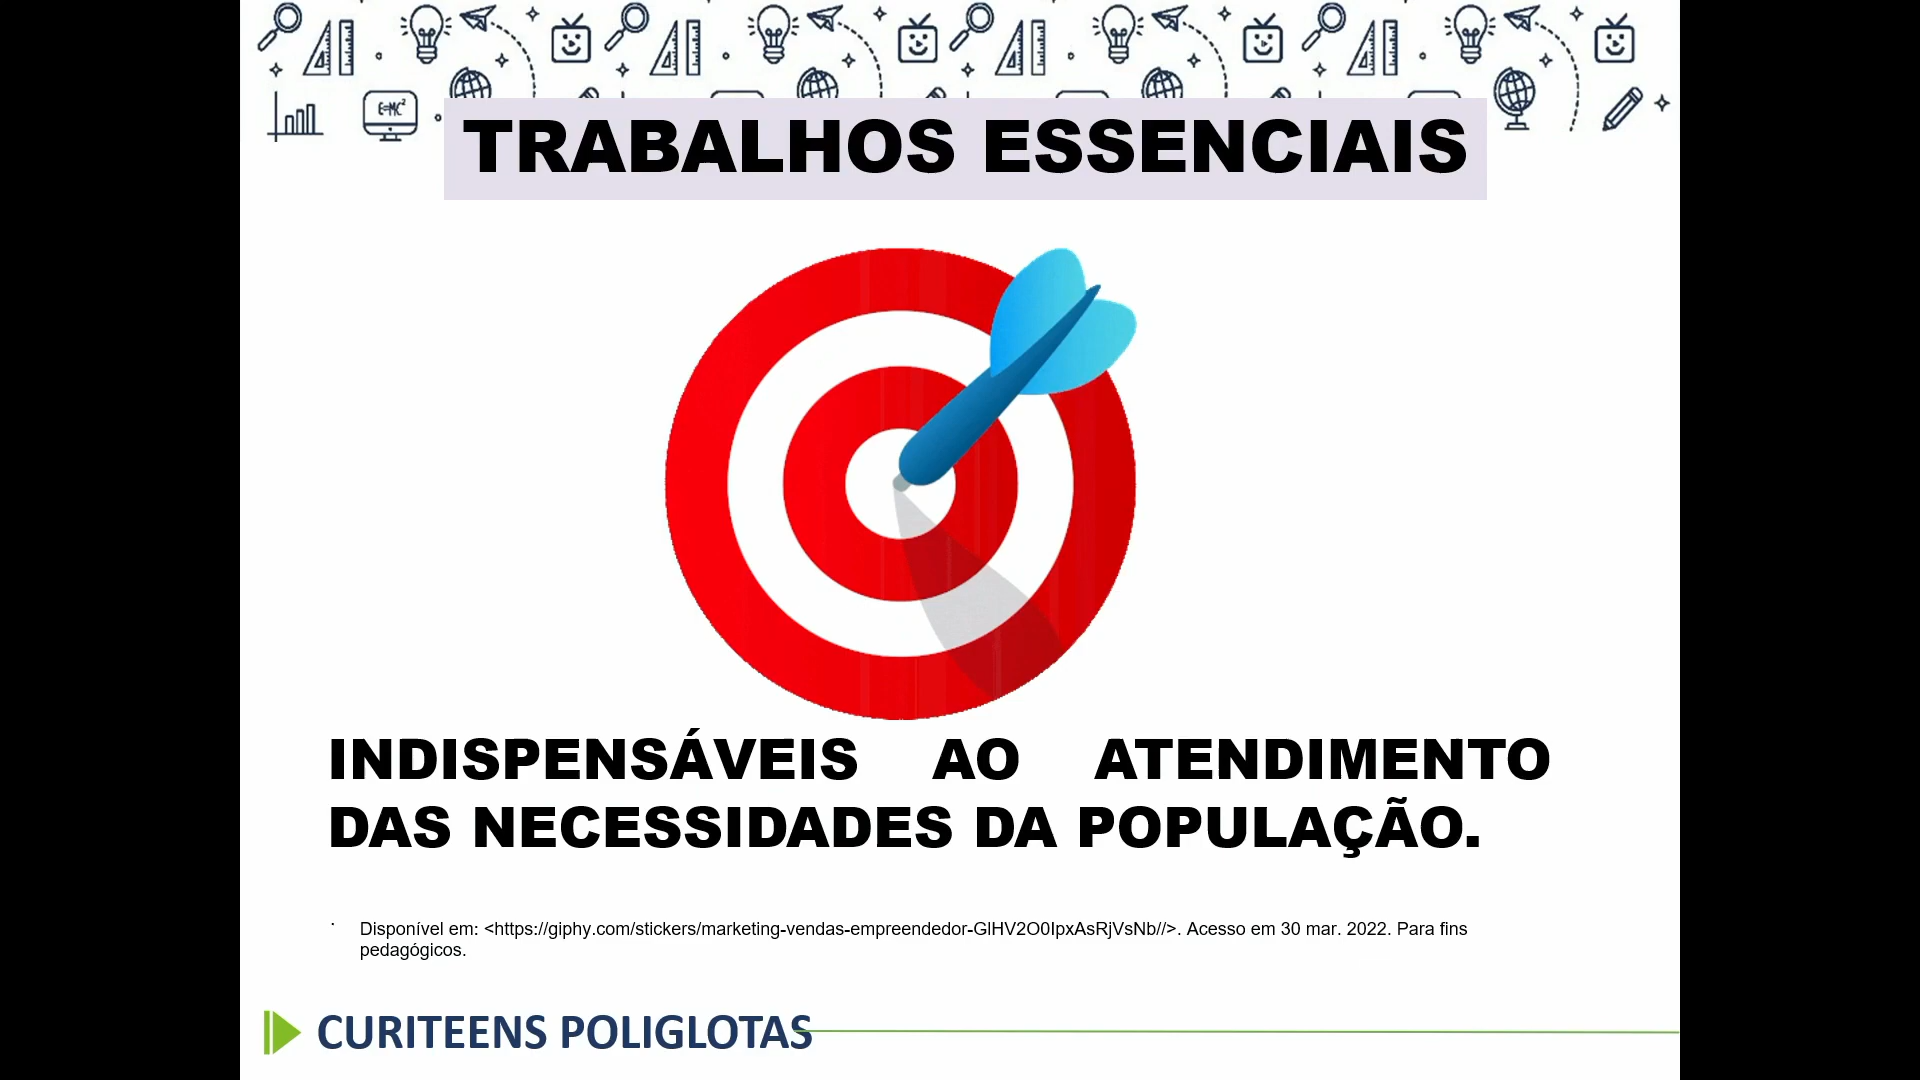 E=MC²
TRABALHOS ESSENCIAIS
INDISPENSÁVEIS AO ATENDIMENTO
DAS NECESSIDADES DA POPULAÇÃO.
Disponível em: <https://giphy.com/stickers/marketing-vendas-empreendedor-GlHV2O0IpxAsRjVsNb//>. Acesso em 30 mar. 2022. Para fins
pedagógicos.
CURITEENS POLIGLOTAS